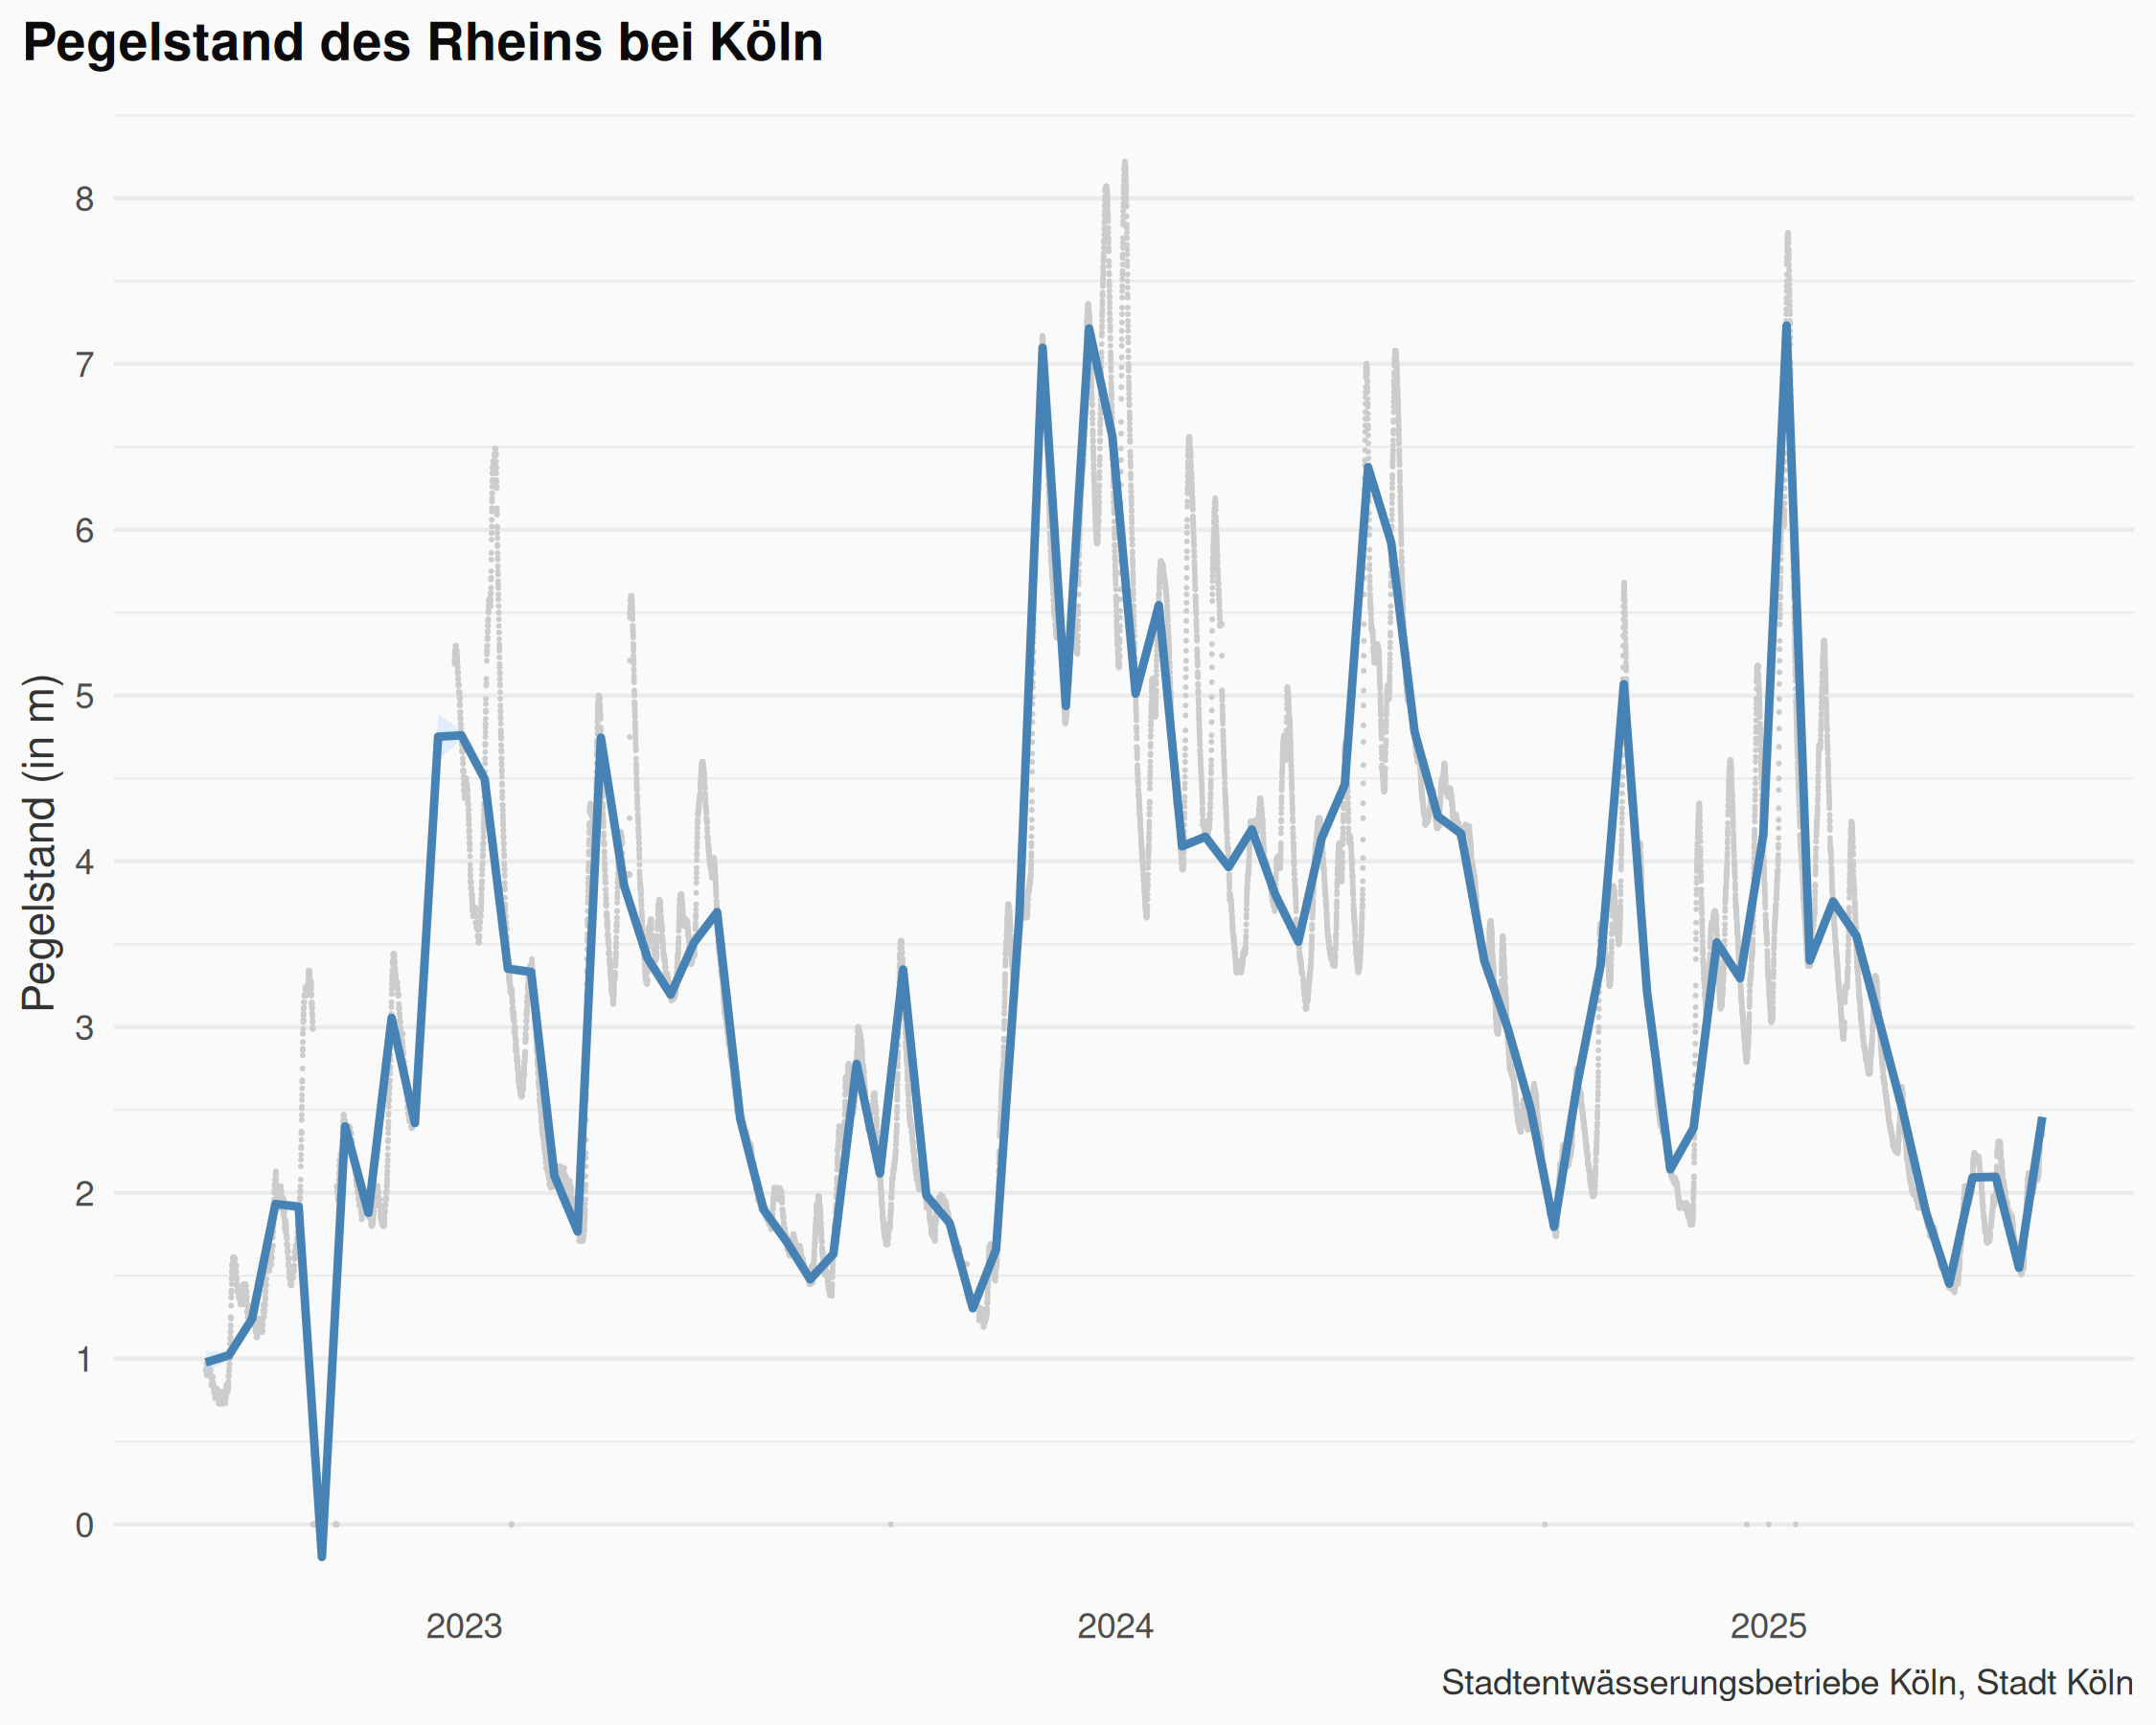 Pegelstand des Rheins bei Köln
Pegelstand (in m)
8
7
6
5
4
3
2
1
0
2023 2024 2025
Stadtentwässerungsbetriebe Köln, Stadt Köln